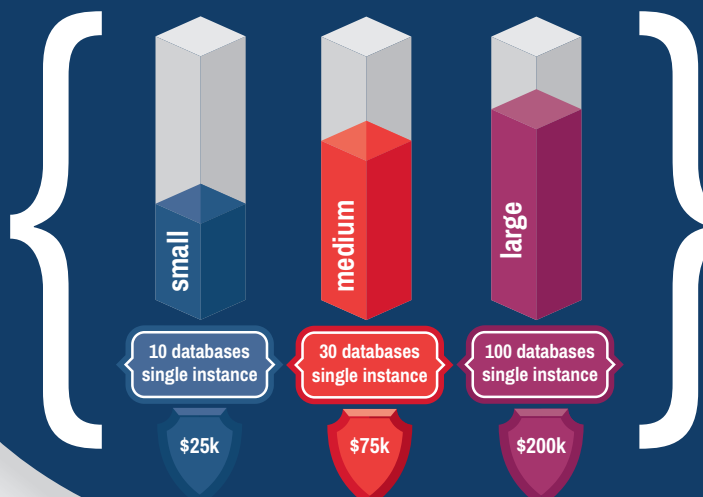 small
medium
large
10 databases
single instance
30 databases
single instance
100 databases
single instance
$25k
$75k
$200k